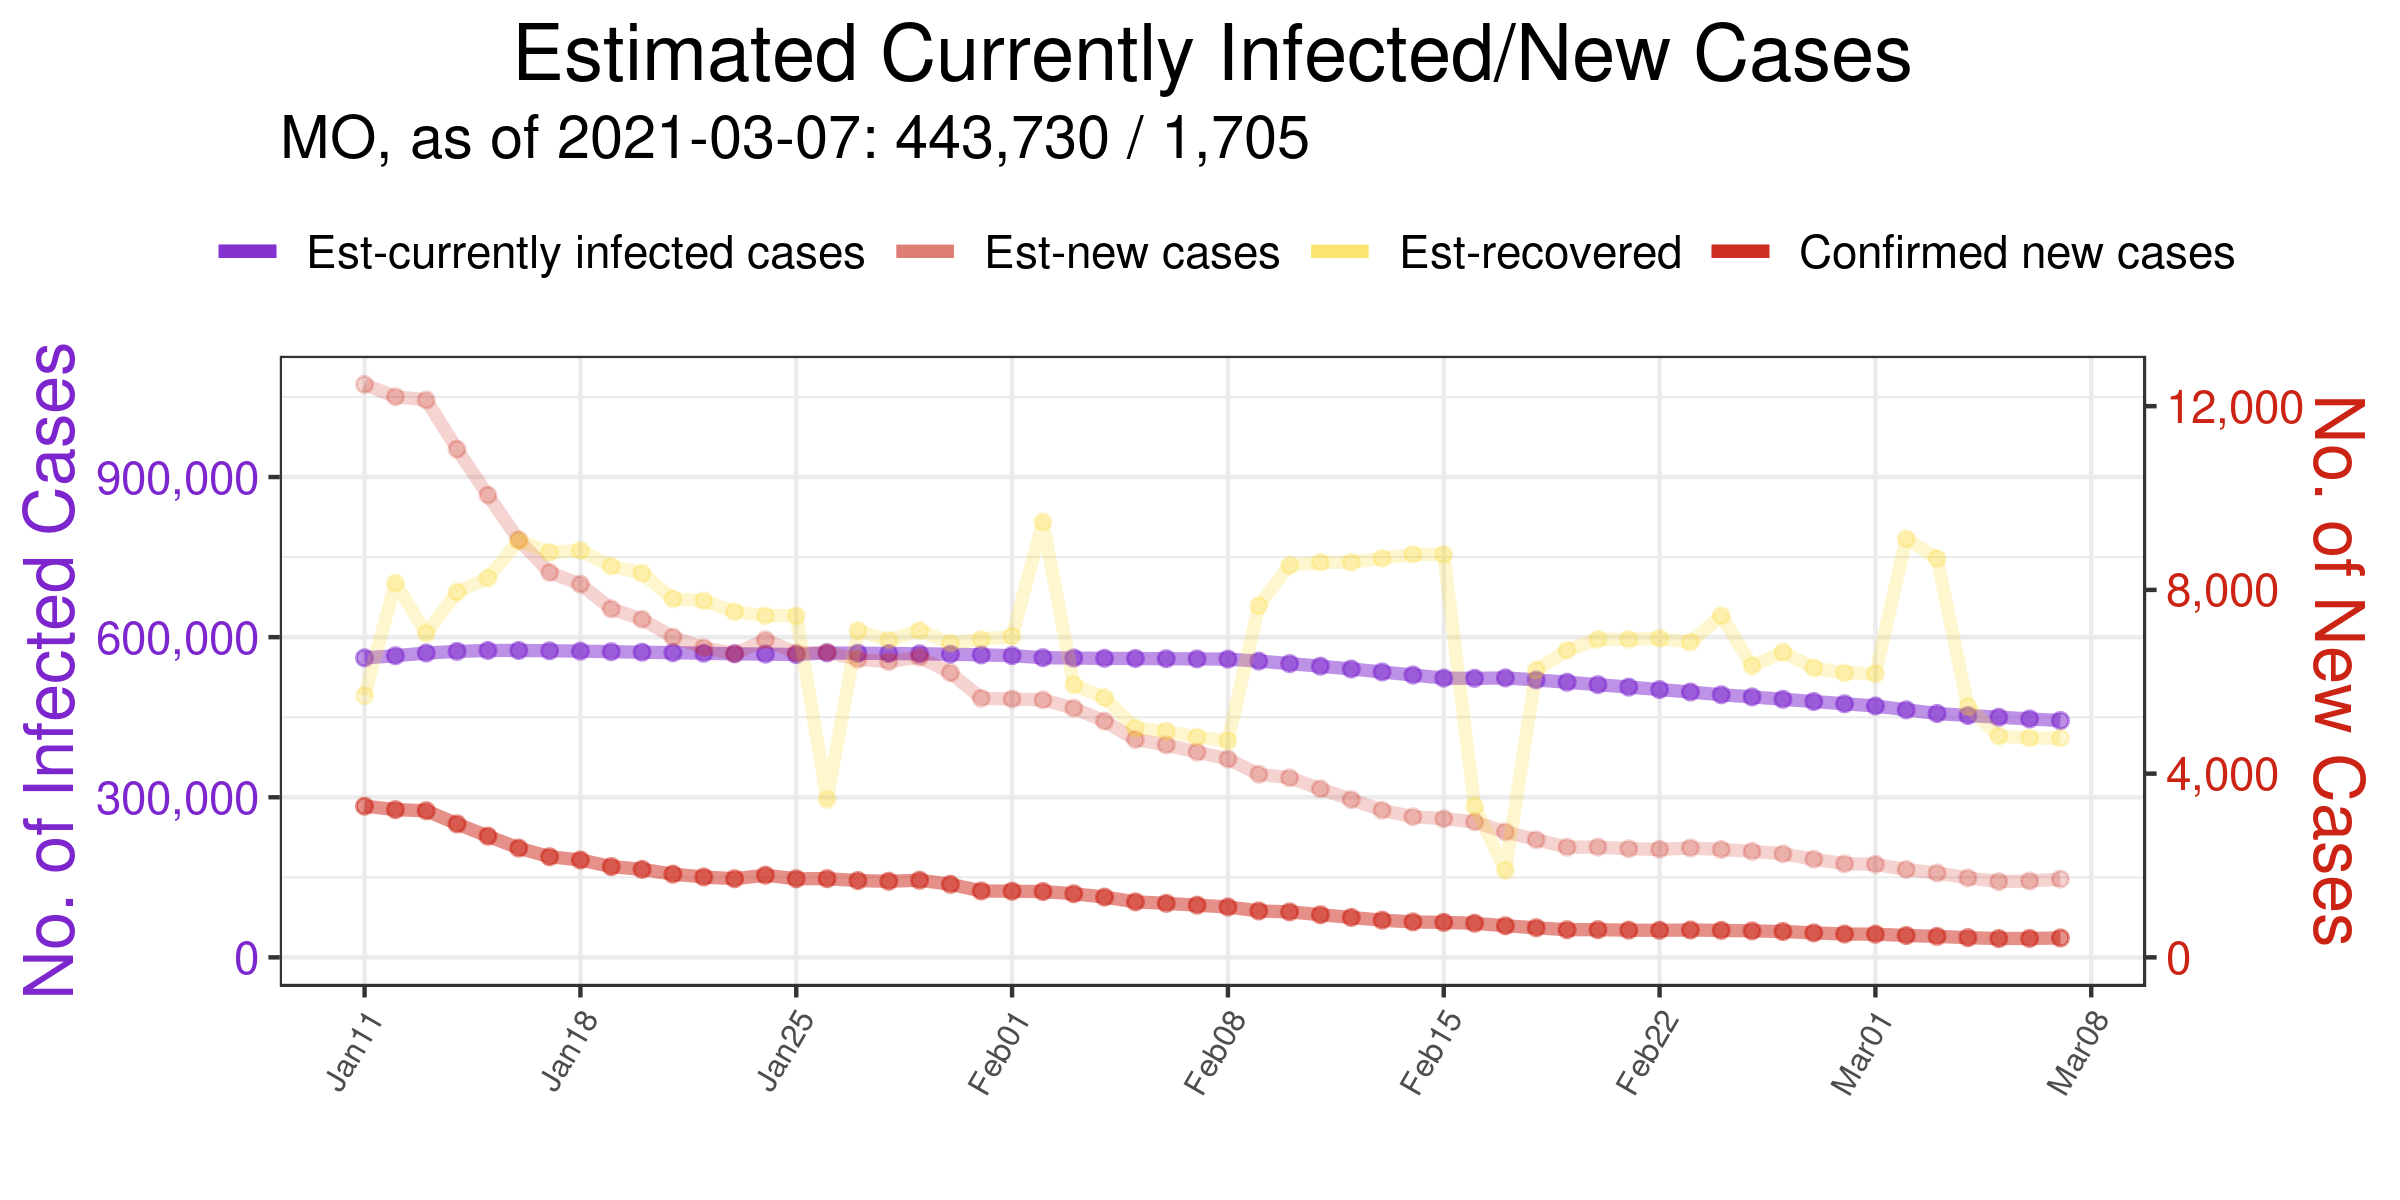 Estimated Currently Infected/New Cases
MO, as of 2021-03-07: 443,730 / 1,705
Est-currently infected cases Est-new cases Est-recovered Confirmed new cases
No. of Infected Cases
900,000
600,000
300,000
0
12,000
8,000
4,000
0
No. of New Cases
Jan11 Jan18 Jan25 Feb01 Feb08 Feb15 Feb22 Mar01 Mar08